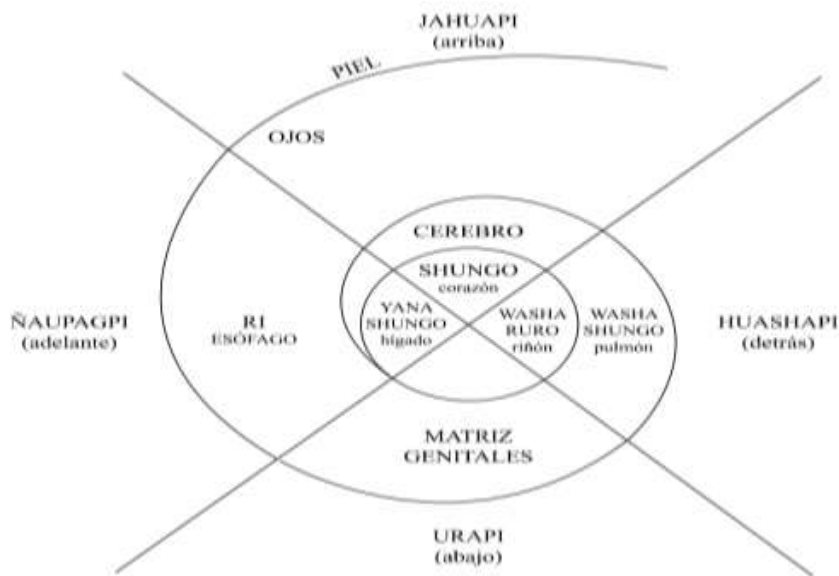 JAHUAPI
(arriba)
PIEL
OJOS
CEREBRO
SHUNGO
corazón
YANA
SHUNGO
hígado
WASHA
RURO
riñón
WASHA
SHUNGO
pulmón
ÑAUPAGPI
(adelante)
RI
ESÓFAGO
HUASHAPI
(detrás)
MATRIZ
GENITALES
URAPI
(abajo)